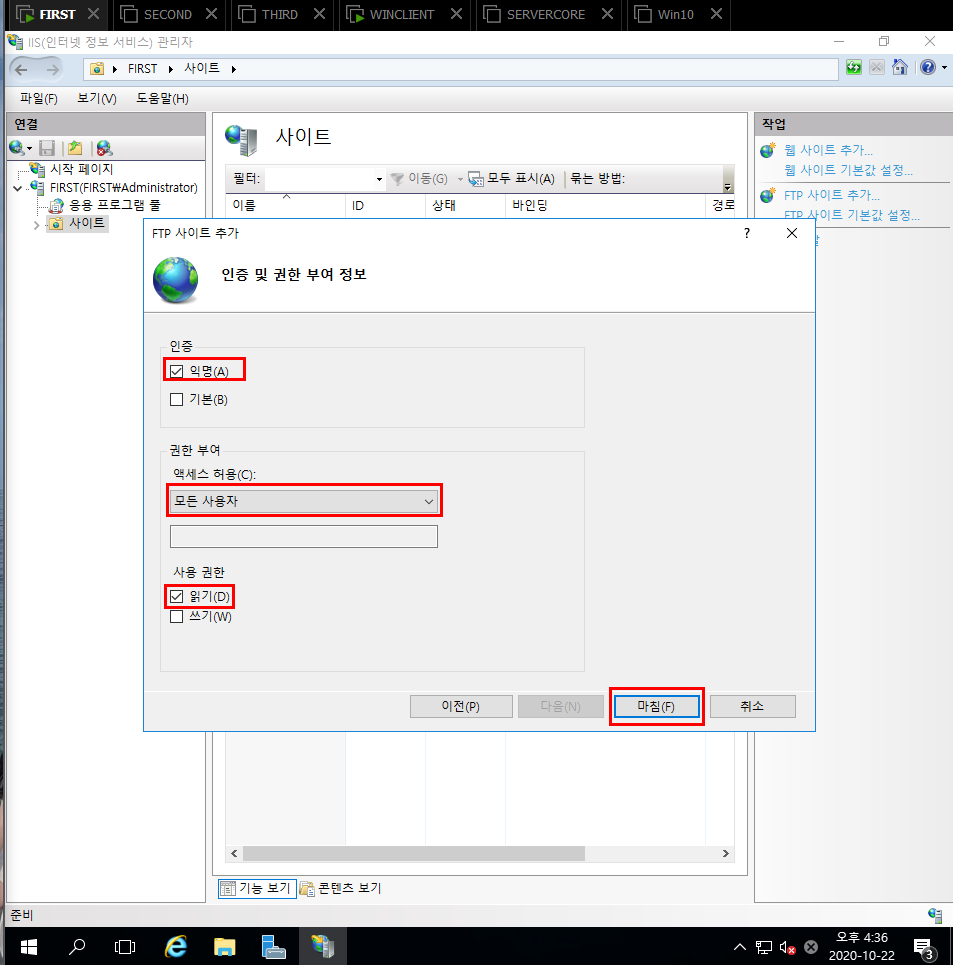 FIRST SECOND THIRD WINCLIENT SERVERCORE Win10
IIS(인터넷 정보 서비스) 관리자
FIRST 사이트
파일(F) 보기(V) 도움말(H)
연결
시작 페이지
FIRST(FIRST₩Administrator)
응용 프로그램 풀
사이트
사이트
필터: 이동(G) 모두 표시(A) 묶는 방법:
이름 ID 상태 바인딩 경로
작업
웹 사이트 추가...
웹 사이트 기본값 설정...
FTP 사이트 추가...
FTP 사이트 기본값 설정...
FTP 사이트 추가
인증 및 권한 부여 정보
인증
익명(A)
기본(B)
권한 부여
액세스 허용(C):
모든 사용자
사용 권한
읽기(D)
쓰기(W)
이전(P) 다음(N) 마침(F) 취소
기능 보기 콘텐츠 보기
준비
오후 4:36
2020-10-22
3